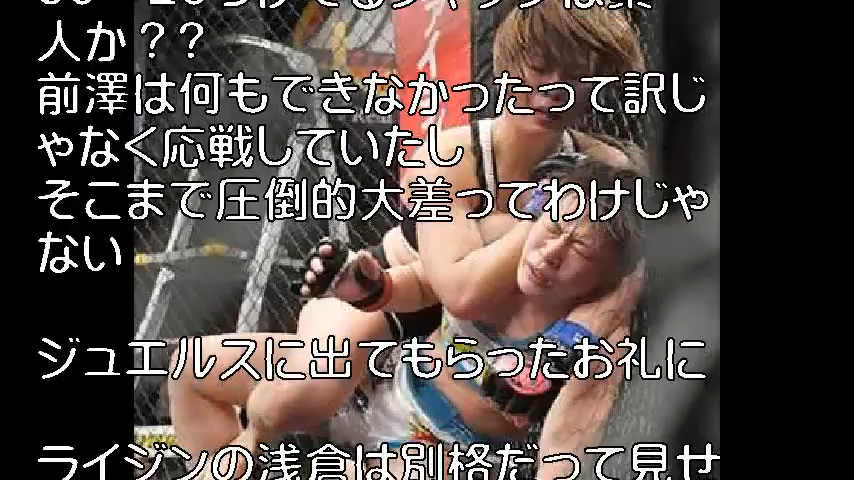 人か？？
前澤は何もできなかったって訳じ
ゃなく応戦していたし
そこまで圧倒的大差ってわけじゃ
ない
ジュエルスに出てもらったお礼に
ライジンの浅倉は別格だって見せ